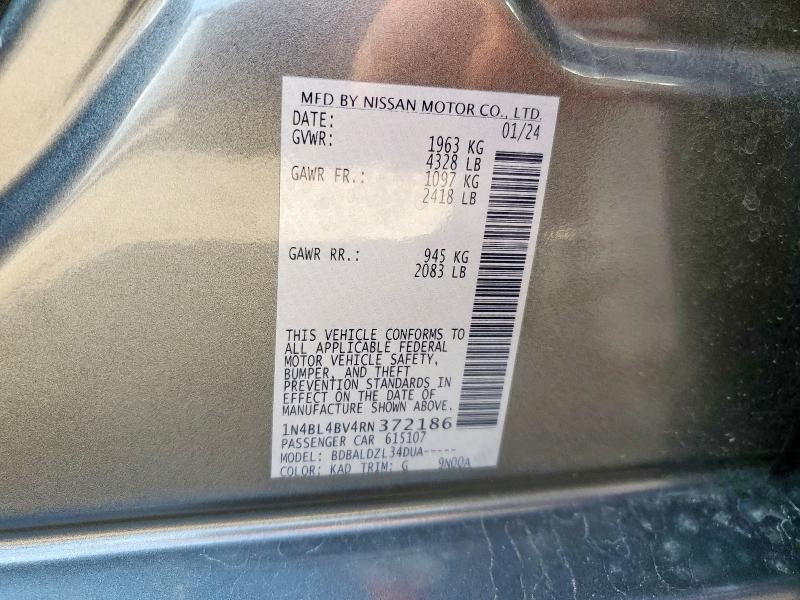 MFD BY NISSAN MOTOR CO., LTD.
DATE: 01/24
GVWR: 1963 KG
4328 LB
GAWR FR.: 1097 KG
2418 LB
GAWR RR.: 945 KG
2083 LB
THIS VEHICLE CONFORMS TO
ALL APPLICABLE FEDERAL
MOTOR VEHICLE SAFETY,
BUMPER, AND THEFT
PREVENTION STANDARDS IN
EFFECT ON THE DATE OF
MANUFACTURE SHOWN ABOVE.
1N4BL4BV4RN372186
PASSENGER CAR 615107
MODEL: BDBALDZL34DUA-----
COLOR: KAD TRIM: G 9N00A